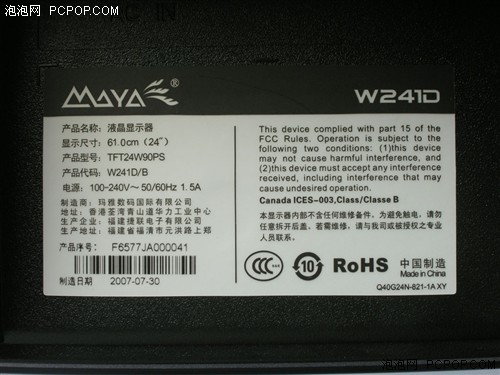 泡泡网 PCPOP.COM
IN
MAYA ®
W241D
产品名称：液晶显示器
显示尺寸：61.0cm (24")
产品型号：TFT24W90PS
产品代码：W241D/B
电源：100-240V～ 50/60Hz 1.5A
制造商：玛雅数码国际有限公司
地址：香港荃湾青山道华力工业中心
生产企业：福建捷联电子有限公司
地址：福建省福清市元洪路上郑
产品序号：F6577JA000041
制造日期 2007-07-30
This device complied with part 15 of the
FCC Rules. Operation is subject to the
following two conditions: (1)this device
may not cause harmful interference, and
(2)this device must accept any interference
received, including interference that may
cause undesired operation.
Canada ICES-003,Class/Classe B
本显示器内部不含任何维修备件。为避免触电，请勿
任意拆开后盖。若需维修，请与我或被授权之专业人
员联络。
CCC
10
RoHS
中国制造
Made in China
Q40G24N-821-1A XY
泡泡网 PCPOP.COM